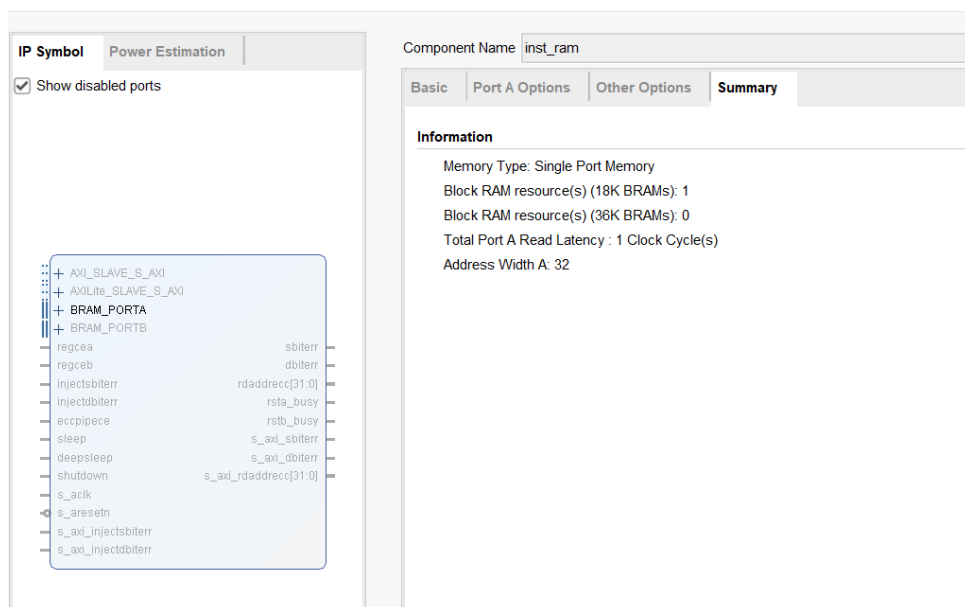 IP Symbol Power Estimation
Show disabled ports
+ AXI_SLAVE_S_AXI
+ AXILite_SLAVE_S_AXI
+ BRAM_PORTA
+ BRAM_PORTB
regcea sbiterr
regceb dbiterr
injectsbiterr rdaddrecc[31:0]
injectdbiterr rsta_busy
eccpipece rstb_busy
sleep s_axi_sbiterr
deepsleep s_axi_dbiterr
shutdown s_axi_rdaddrecc[31:0]
s_aclk
s_aresetn
s_axi_injectsbiterr
s_axi_injectdbiterr
Component Name inst_ram
Basic Port A Options Other Options Summary
Information
Memory Type: Single Port Memory
Block RAM resource(s) (18K BRAMs): 1
Block RAM resource(s) (36K BRAMs): 0
Total Port A Read Latency : 1 Clock Cycle(s)
Address Width A: 32